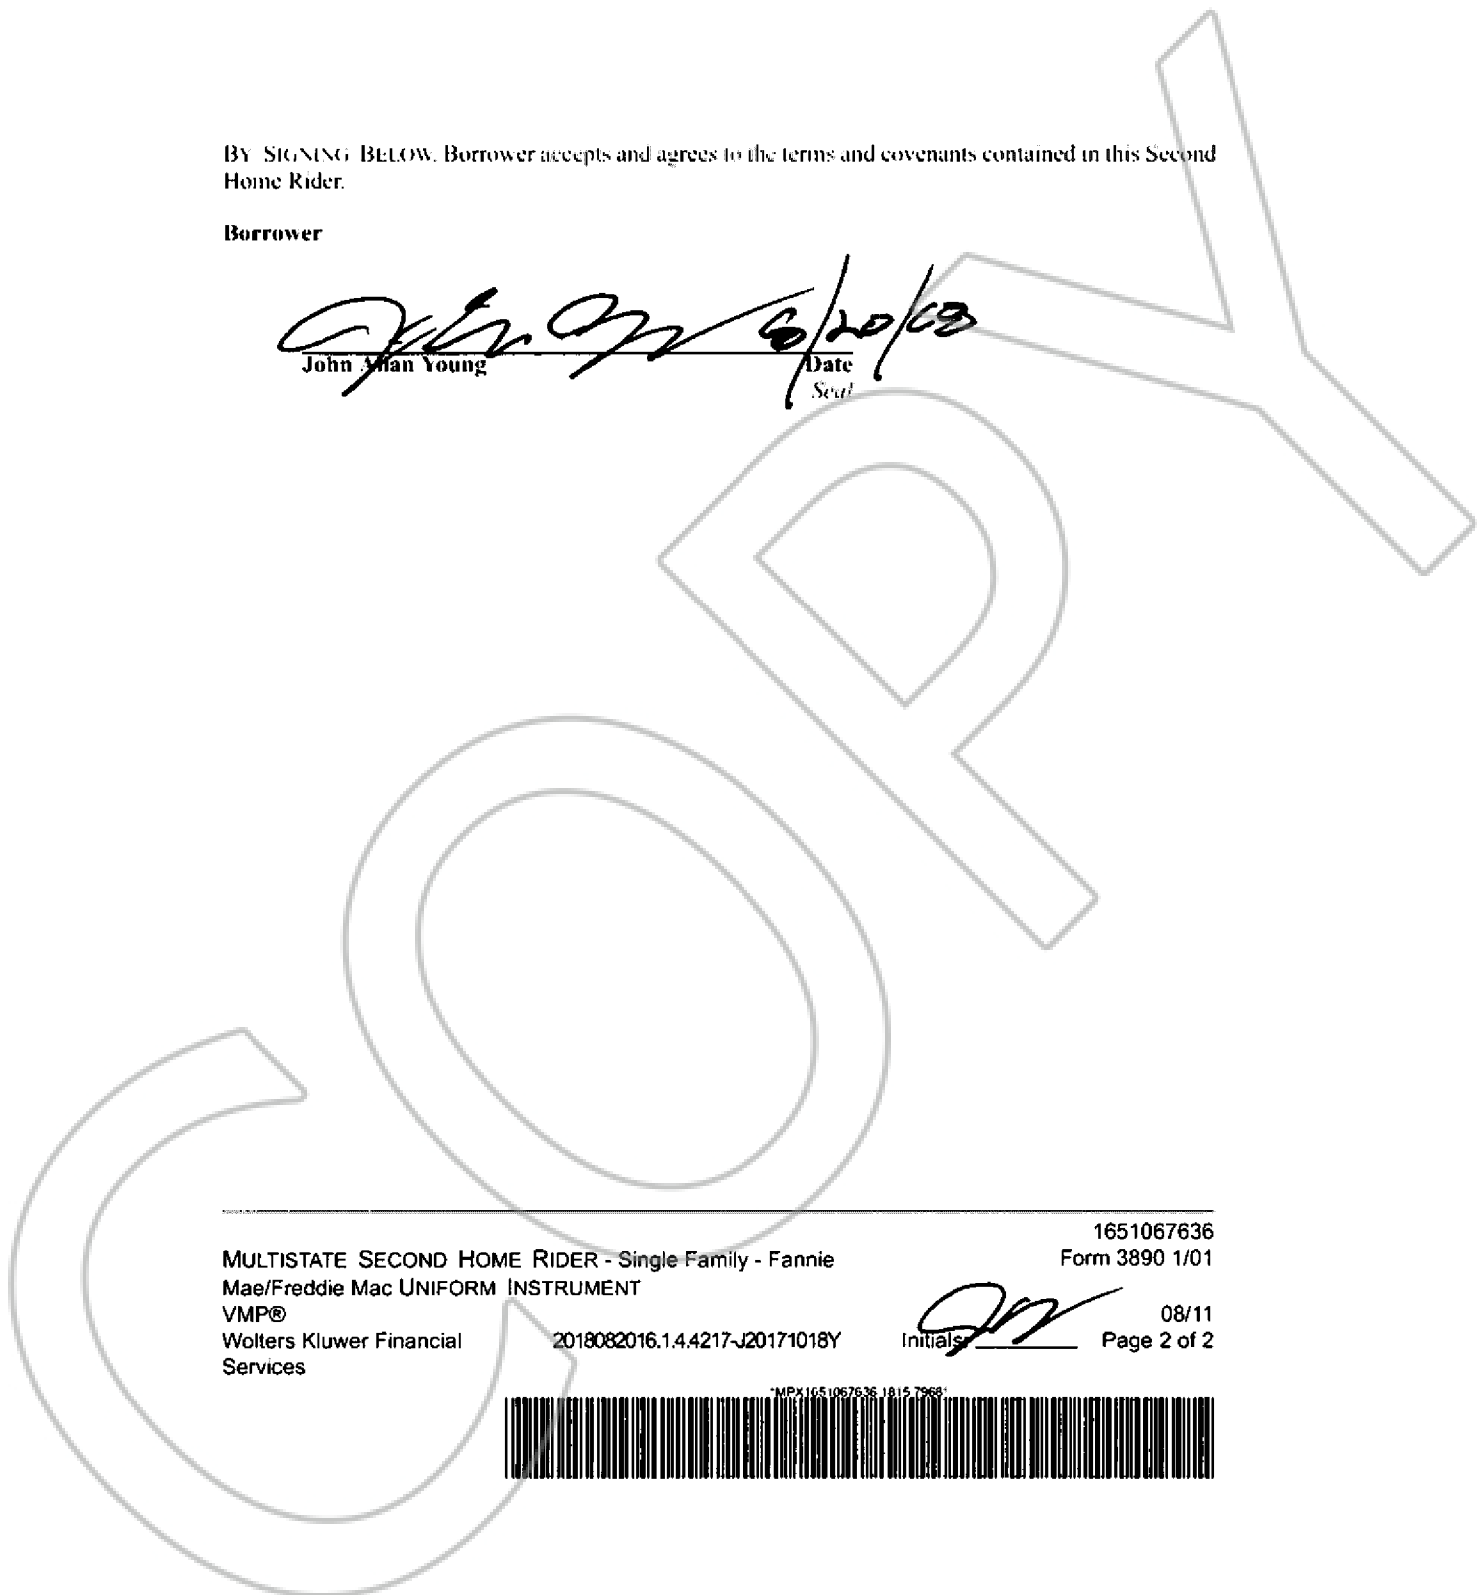 BY SIGNING BELOW, Borrower accepts and agrees to the terms and covenants contained in this Second
Home Rider.
Borrower
John Allan Young
Date
Seal
1651067636
MULTISTATE SECOND HOME RIDER - Single Family - Fannie
Form 3890 1/01
Mae/Freddie Mac UNIFORM INSTRUMENT
VMP®
08/11
Wolters Kluwer Financial
2018082016.1.4.4217-J20171018Y
Initials:
Page 2 of 2
Services
*MPX1651067636 1815 7968*
COPY